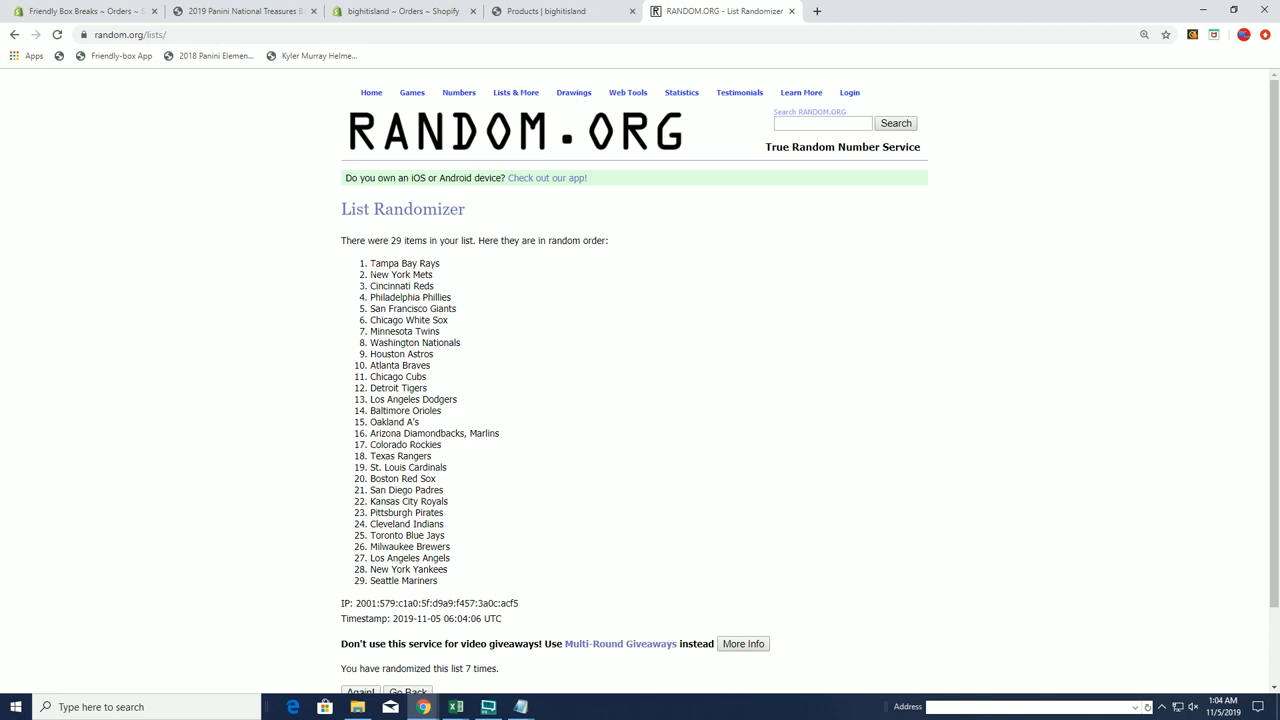 Friendly Box Breaks ~ Orders ~ S
2019 Panini National Treasures B
bightistland ~ Orders ~ Shopify
Products | bightistland
RANDOM.ORG - List Randomizer
random.org/lists/
Apps
Friendly-box App
2018 Panini Elemen...
Kyler Murray Helme...
Home Games Numbers Lists & More Drawings Web Tools Statistics Testimonials Learn More Login
RANDOM.ORG
Search RANDOM.ORG
Search
True Random Number Service
Do you own an iOS or Android device? Check out our app!
List Randomizer
There were 29 items in your list. Here they are in random order:
1. Tampa Bay Rays
2. New York Mets
3. Cincinnati Reds
4. Philadelphia Phillies
5. San Francisco Giants
6. Chicago White Sox
7. Minnesota Twins
8. Washington Nationals
9. Houston Astros
10. Atlanta Braves
11. Chicago Cubs
12. Detroit Tigers
13. Los Angeles Dodgers
14. Baltimore Orioles
15. Oakland A's
16. Arizona Diamondbacks, Marlins
17. Colorado Rockies
18. Texas Rangers
19. St. Louis Cardinals
20. Boston Red Sox
21. San Diego Padres
22. Kansas City Royals
23. Pittsburgh Pirates
24. Cleveland Indians
25. Toronto Blue Jays
26. Milwaukee Brewers
27. Los Angeles Angels
28. New York Yankees
29. Seattle Mariners
IP: 2001:579:c1a0:5f:d9a9:f457:3a0c:acf5
Timestamp: 2019-11-05 06:04:06 UTC
Don't use this service for video giveaways! Use Multi-Round Giveaways instead More Info
You have randomized this list 7 times.
Again! Go Back
Type here to search
Address
1:04 AM
11/5/2019